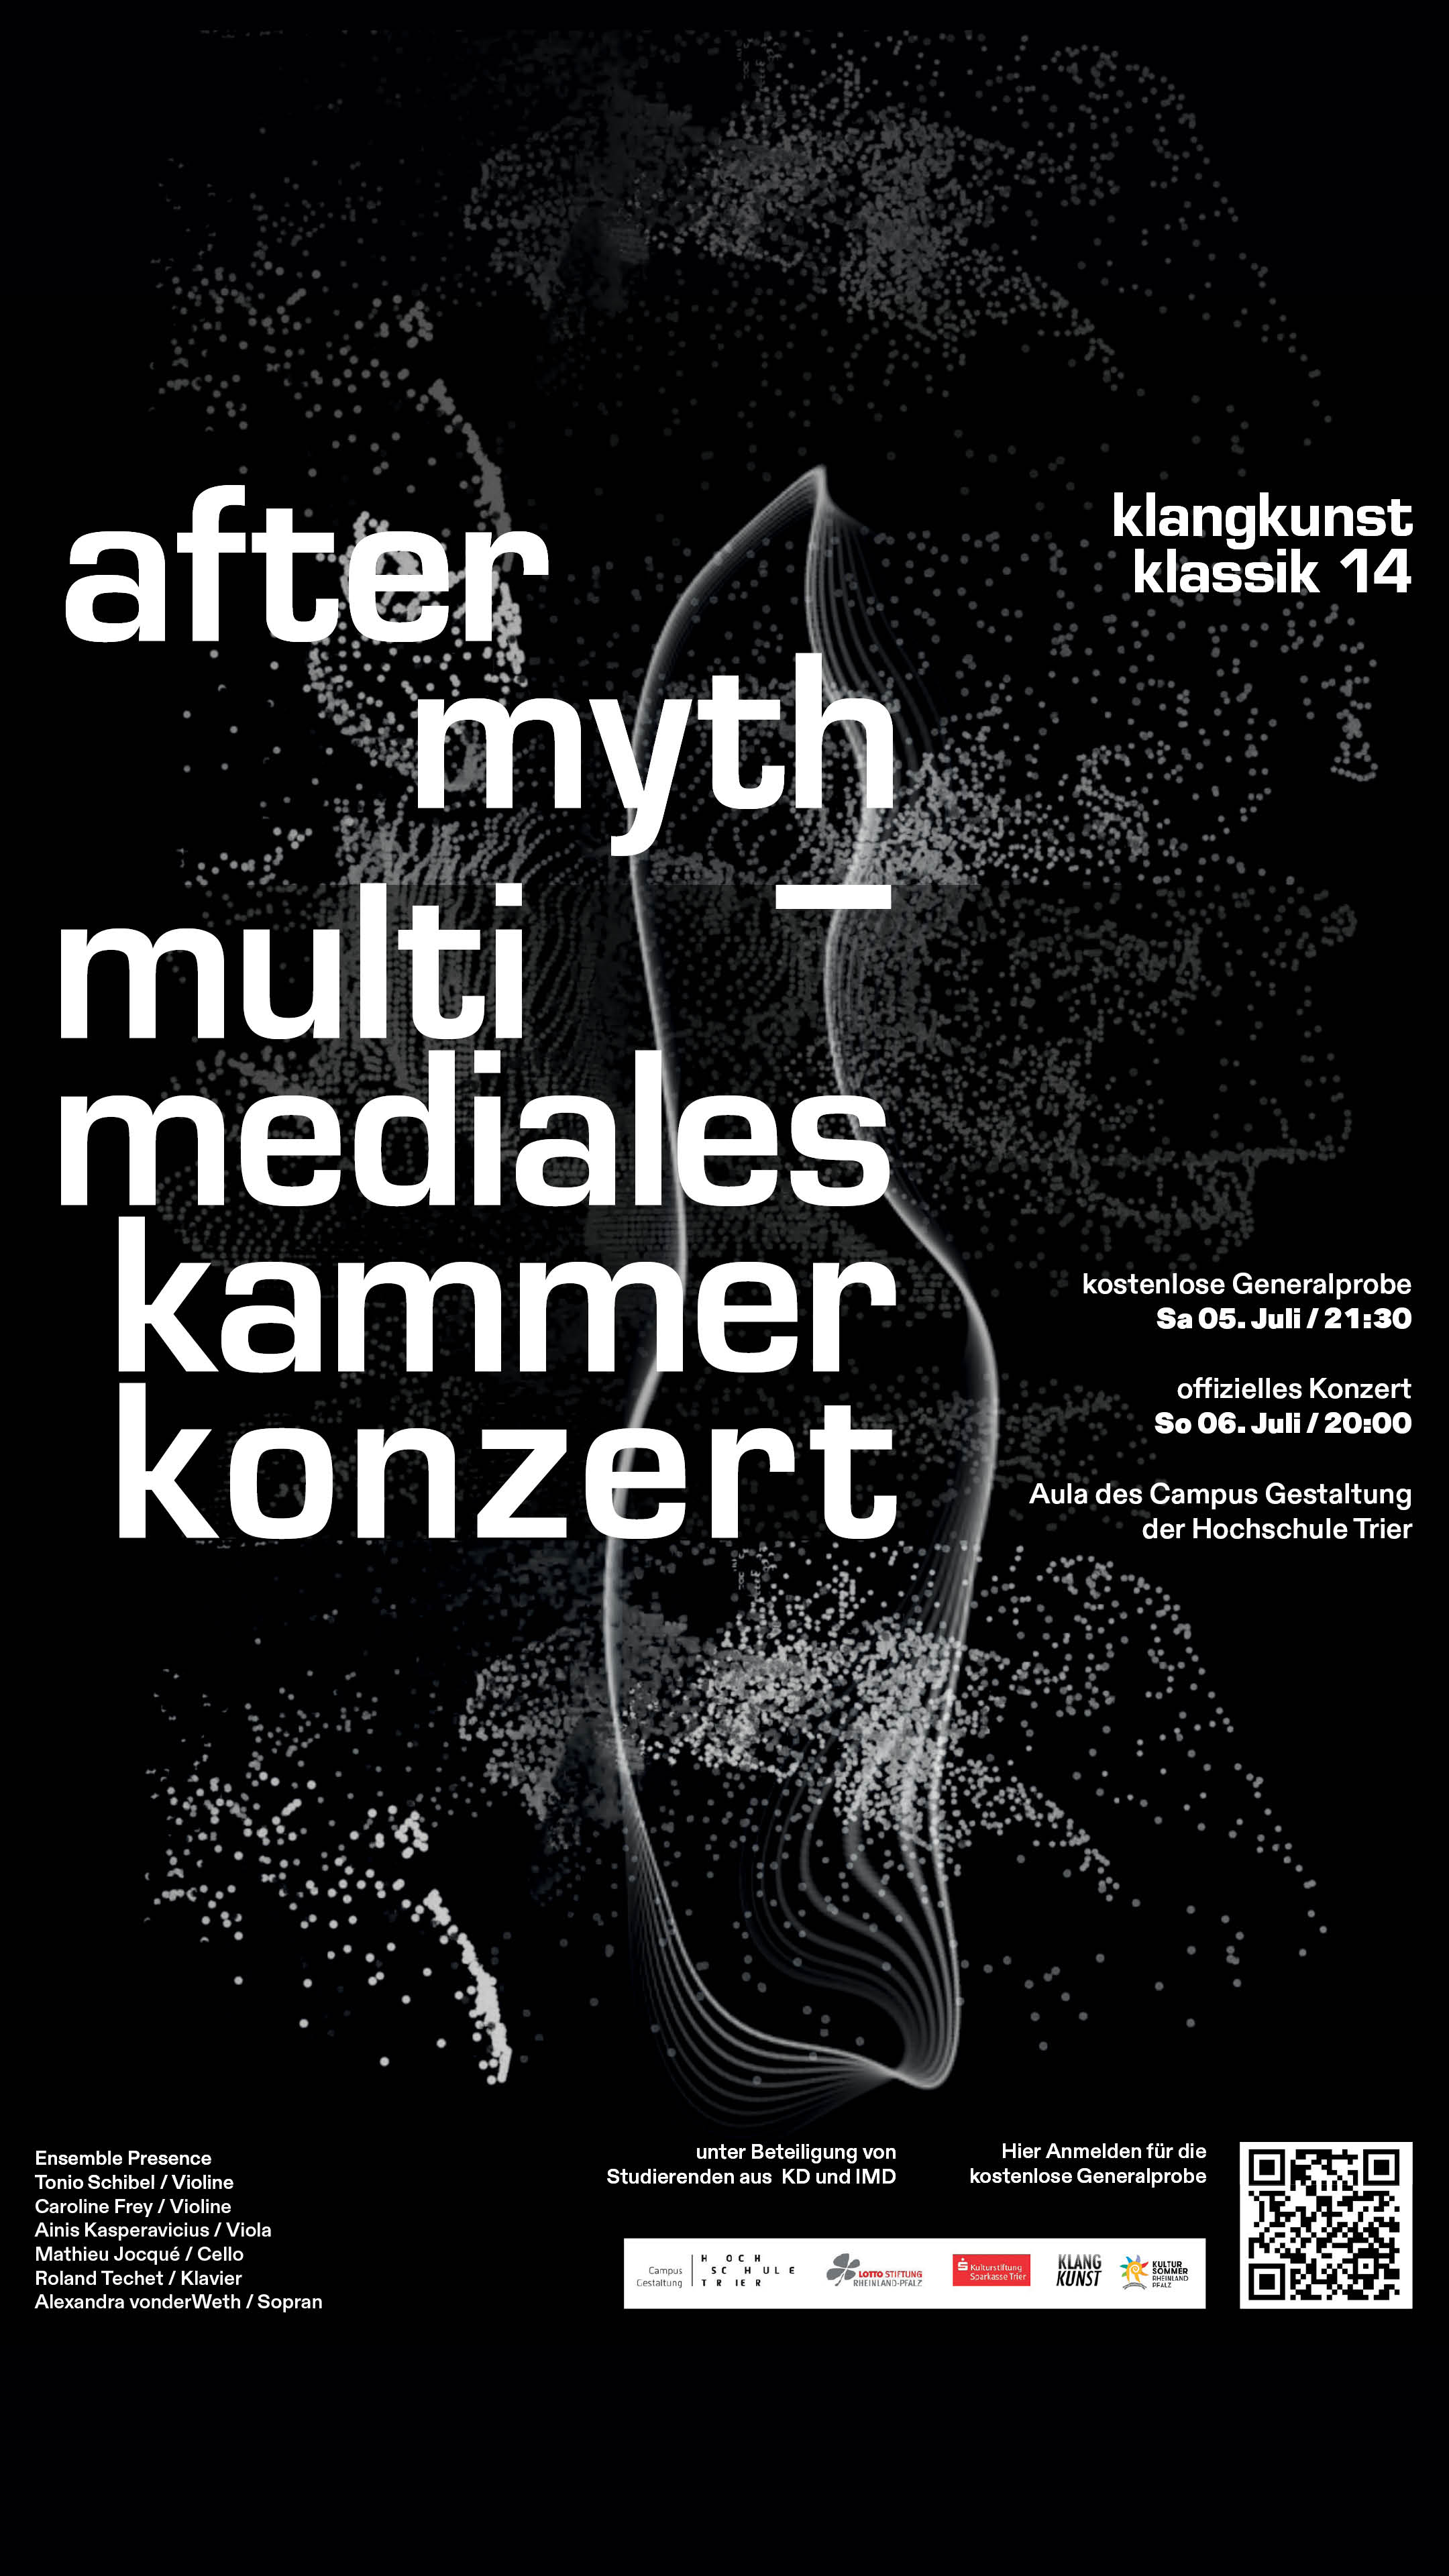 after
myth
—
multi
mediales
kammer
konzert
klangkunst
klassik 14
kostenlose Generalprobe
Sa 05. Juli / 21:30
offizielles Konzert
So 06. Juli / 20:00
Aula des Campus Gestaltung
der Hochschule Trier
Ensemble Presence
Tonio Schibel / Violine
Caroline Frey / Violine
Ainis Kasperavicius / Viola
Mathieu Jocqué / Cello
Roland Techet / Klavier
Alexandra vonderWeth / Sopran
unter Beteiligung von
Studierenden aus KD und IMD
Hier Anmelden für die
kostenlose Generalprobe
Campus
Gestaltung
HOCH
SCHULE
TRIER
LOTTO STIFTUNG
RHEINLAND-PFALZ
Kulturstiftung
Sparkasse Trier
KLANG
KUNST
KULTUR
SOMMER
RHEINLAND
PFALZ